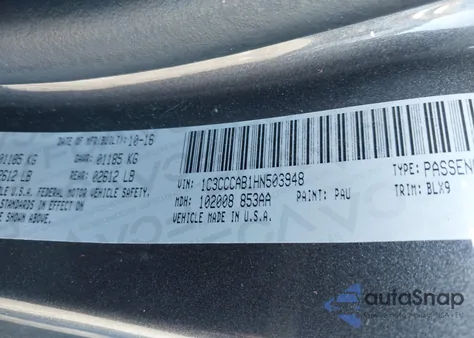 DATE OF MFR(BUILT):10-16
01185 KG GAWR: 01185 KG
02612 LB REAR: 02612 LB
U.S.A. FEDERAL MOTOR VEHICLE SAFETY,
STANDARDS IN EFFECT ON
SHOWN ABOVE.
VIN: 1C3CCCAB1HN503948
TYPE: PASSEN
MDH: 102008 853AA PAINT: PAU TRIM: BLX9
VEHICLE MADE IN U.S.A.
autoSnap